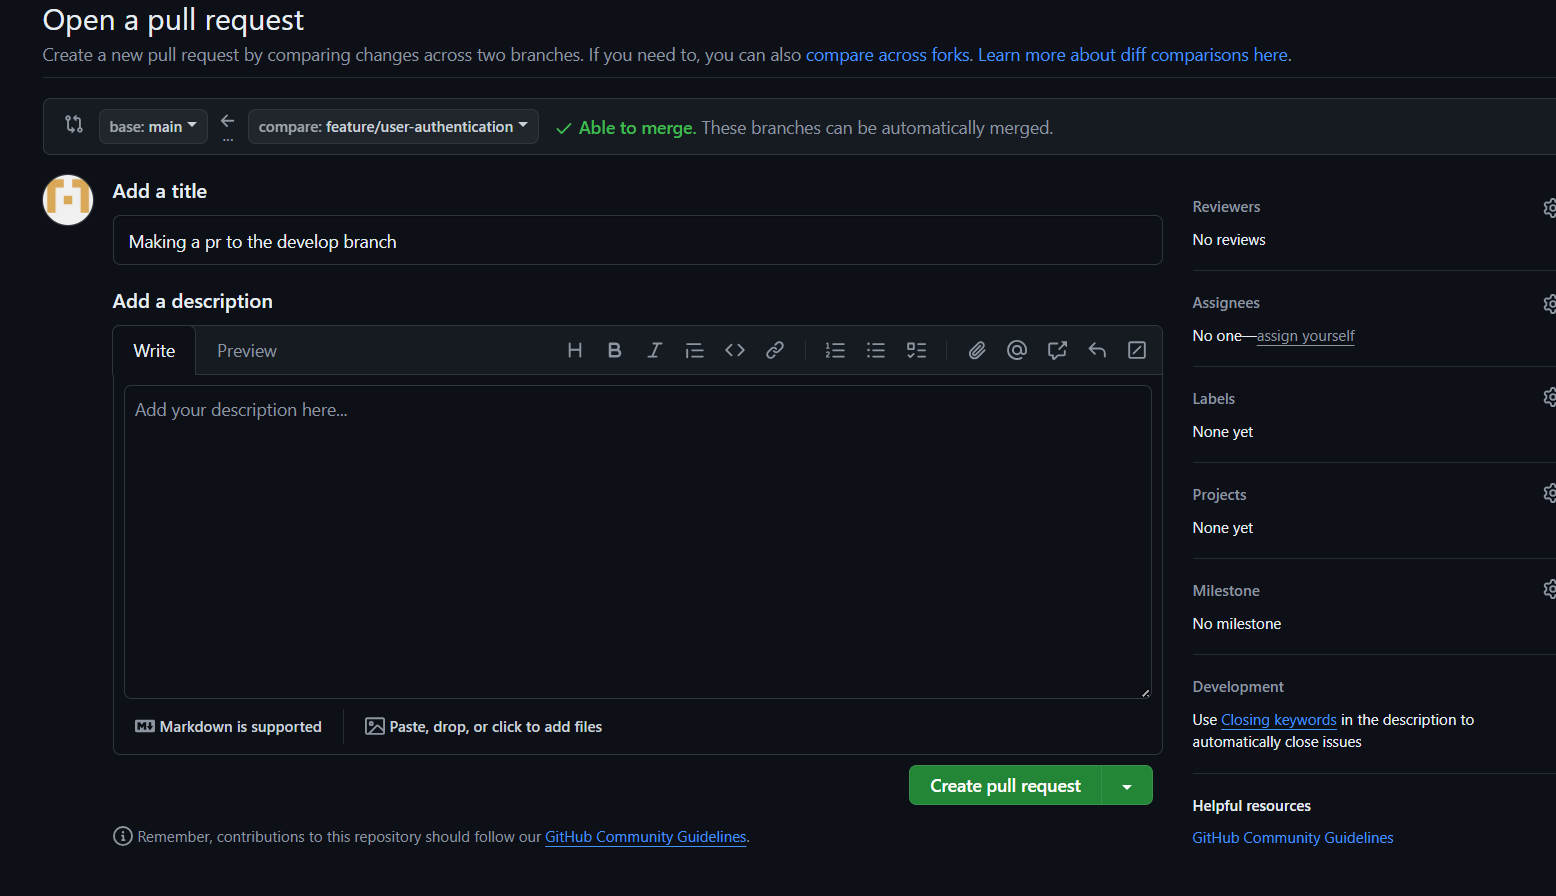 Open a pull request
Create a new pull request by comparing changes across two branches. If you need to, you can also compare across forks. Learn more about diff comparisons here.
base: main
compare: feature/user-authentication
Able to merge. These branches can be automatically merged.
Add a title
Making a pr to the develop branch
Add a description
Write
Preview
Add your description here...
Markdown is supported
Paste, drop, or click to add files
Create pull request
Remember, contributions to this repository should follow our GitHub Community Guidelines.
Reviewers
No reviews
Assignees
No one—assign yourself
Labels
None yet
Projects
None yet
Milestone
No milestone
Development
Use Closing keywords in the description to
automatically close issues
Helpful resources
GitHub Community Guidelines